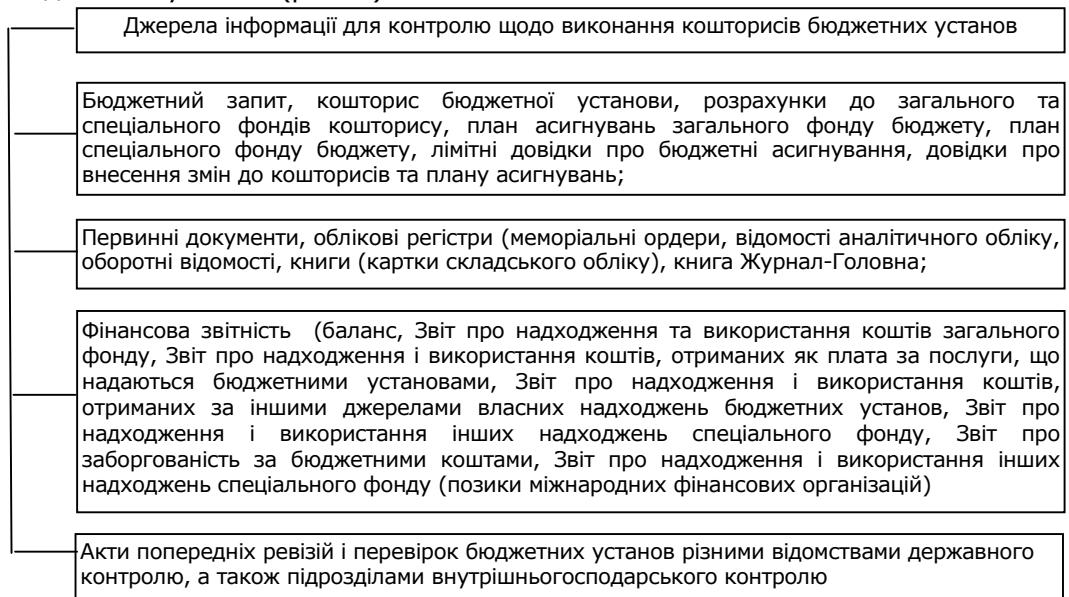 Джерела інформації для контролю щодо виконання кошторисів бюджетних установ
Бюджетний запит, кошторис бюджетної установи, розрахунки до загального та
спеціального фондів кошторису, план асигнувань загального фонду бюджету, план
спеціального фонду бюджету, лімітні довідки про бюджетні асигнування, довідки про
внесення змін до кошторисів та плану асигнувань;
Первинні документи, облікові регістри (меморіальні ордери, відомості аналітичного обліку,
оборотні відомості, книги (картки складського обліку), книга Журнал-Головна;
Фінансова звітність (баланс, Звіт про надходження та використання коштів загального
фонду, Звіт про надходження і використання коштів, отриманих як плата за послуги, що
надаються бюджетними установами, Звіт про надходження і використання коштів,
отриманих за іншими джерелами власних надходжень бюджетних установ, Звіт про
надходження і використання інших надходжень спеціального фонду, Звіт про
заборгованість за бюджетними коштами, Звіт про надходження і використання інших
надходжень спеціального фонду (позики міжнародних фінансових організацій)
Акти попередніх ревізій і перевірок бюджетних установ різними відомствами державного
контролю, а також підрозділами внутрішньогосподарського контролю